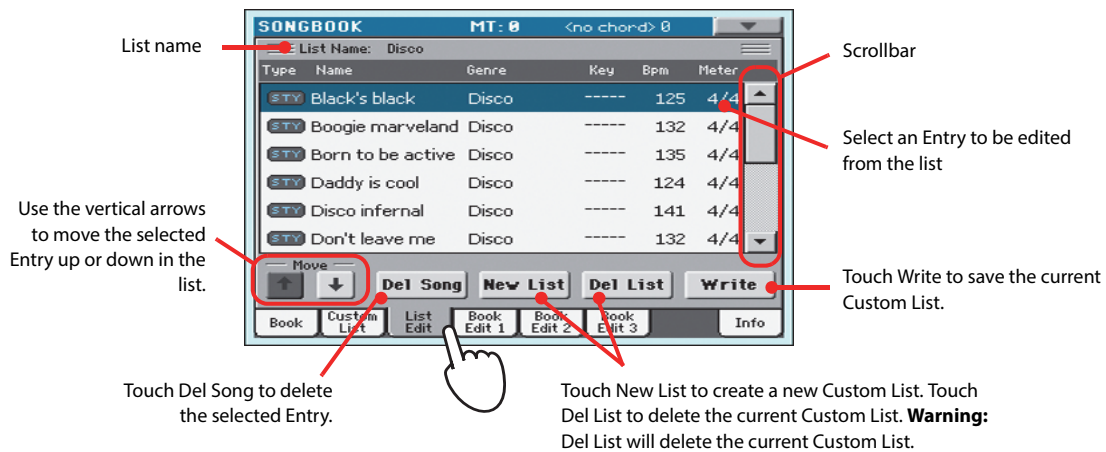 SONGBOOK MT: 0 <no chord> 0
List Name: Disco
Type Name Genre Key Bpm Meter
STY Black's black Disco ----- 125 4/4
STY Boogie marveland Disco ----- 132 4/4
STY Born to be active Disco ----- 135 4/4
STY Daddy is cool Disco ----- 124 4/4
STY Disco infernal Disco ----- 141 4/4
STY Don't leave me Disco ----- 132 4/4
Move
Del Song New List Del List Write
Book Custom List List Edit Book Edit 1 Book Edit 2 Book Edit 3 Info
List name
Use the vertical arrows
to move the selected
Entry up or down in the
list.
Touch Del Song to delete
the selected Entry.
Scrollbar
Select an Entry to be edited
from the list
Touch Write to save the current
Custom List.
Touch New List to create a new Custom List. Touch
Del List to delete the current Custom List. Warning:
Del List will delete the current Custom List.